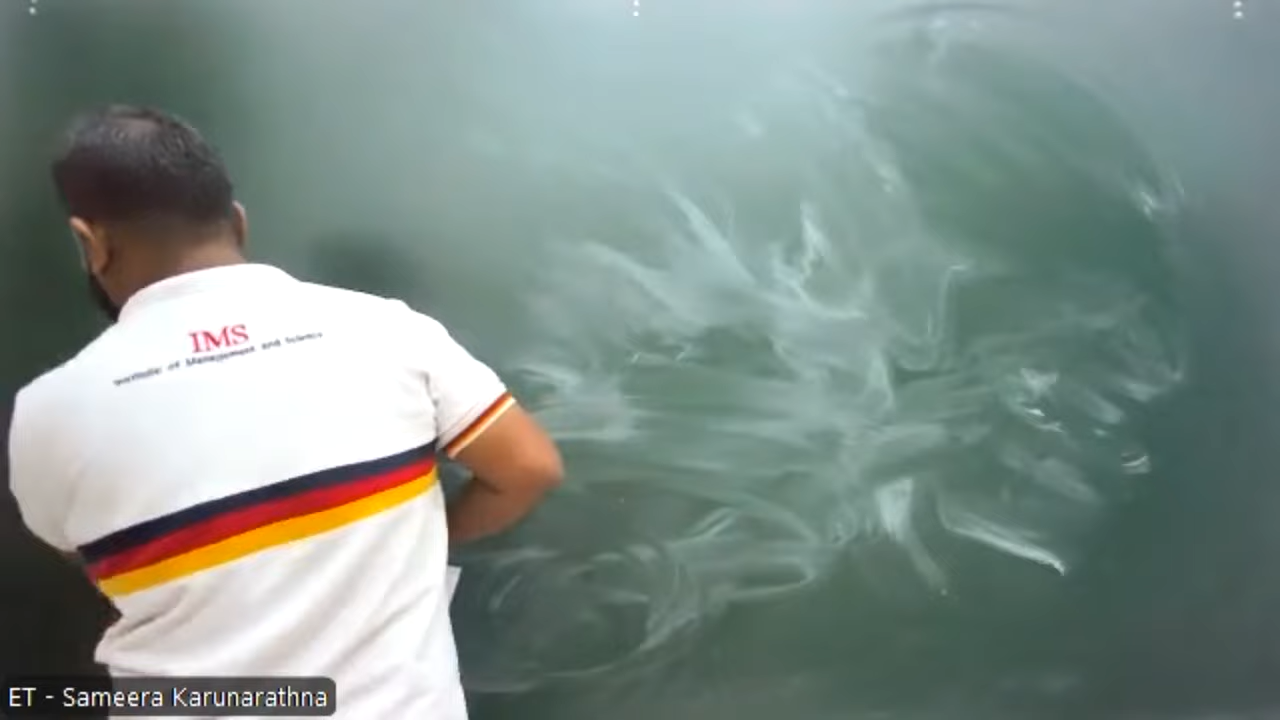 IMS
Institute of Management and Science
ET - Sameera Karunarathna